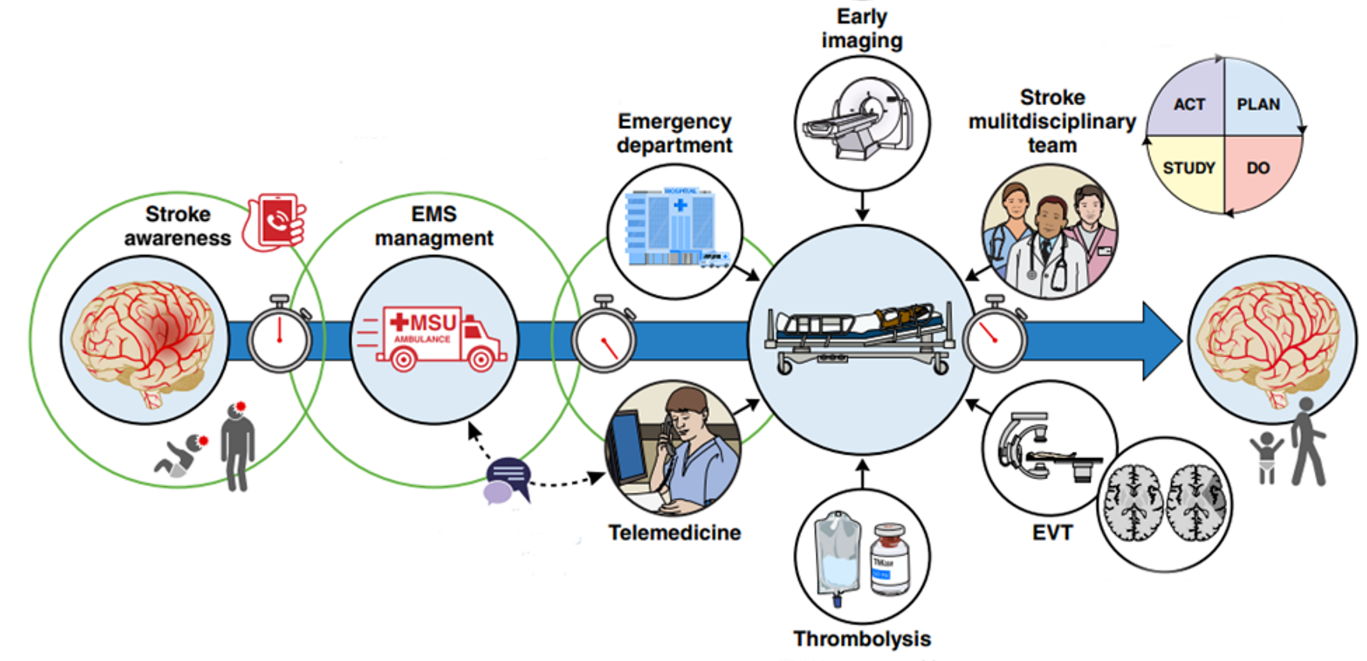 Early
imaging
Stroke
mulitdisciplinary
team
ACT
PLAN
STUDY
DO
Emergency
department
HOSPITAL
Stroke
awareness
EMS
managment
MSU
AMBULANCE
Telemedicine
EVT
Thrombolysis